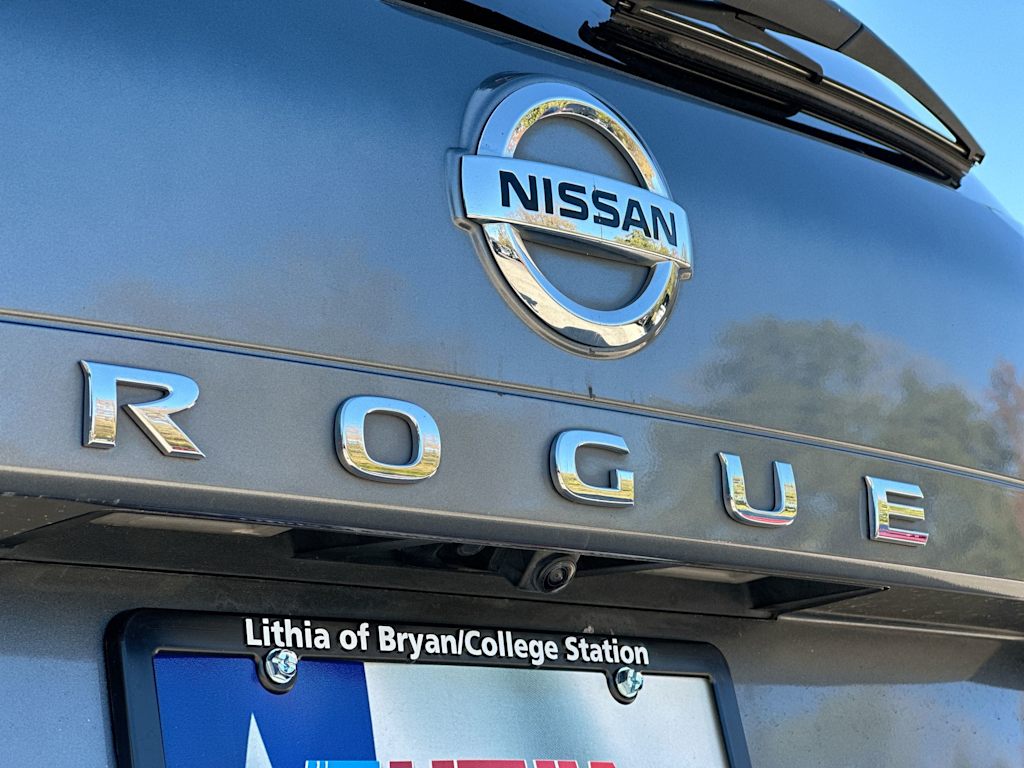 NISSAN
ROGUE
Lithia of Bryan/College Station